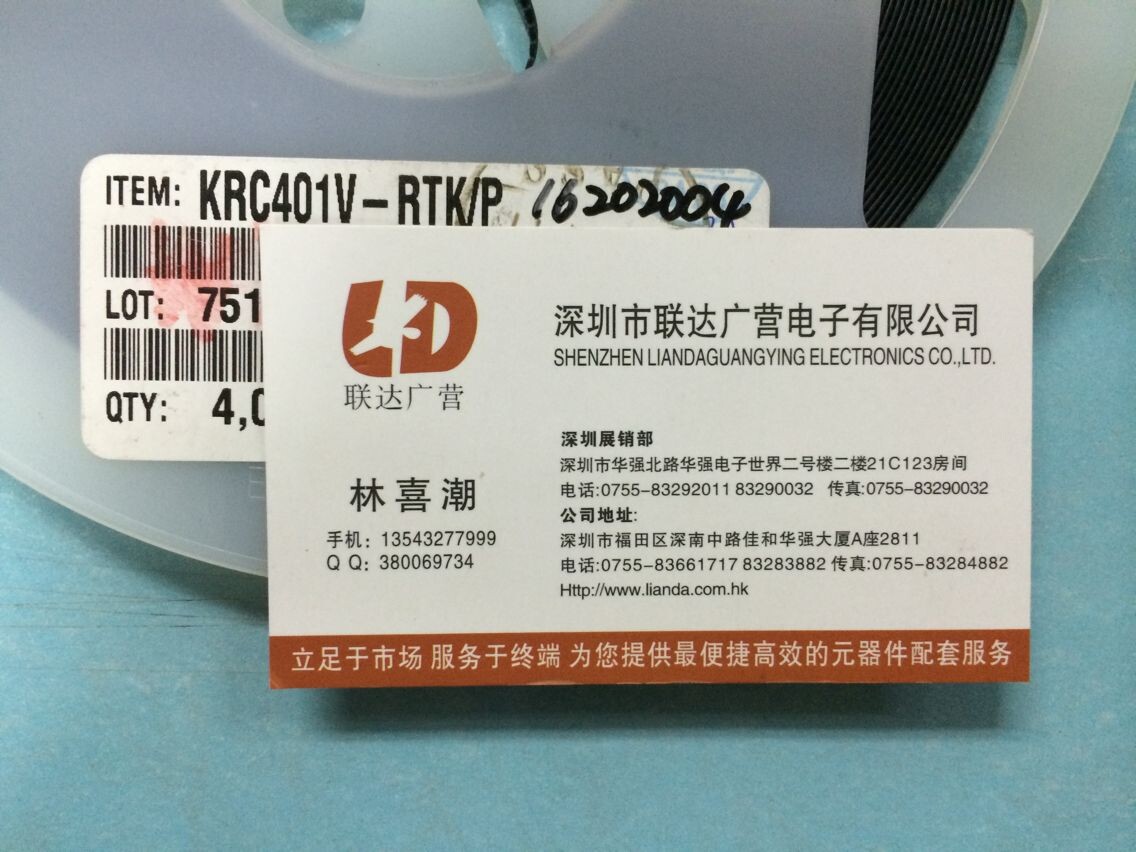 ITEM: KRC401V-RTK/P 16202004
LOT: 751
QTY: 4,0
LD
联达广营
深圳市联达广营电子有限公司
SHENZHEN LIANDAGUANGYING ELECTRONICS CO.,LTD.
林喜潮
手机：13543277999
Q Q：380069734
深圳展销部
深圳市华强北路华强电子世界二号楼二楼21C123房间
电话:0755-83292011 83290032 传真:0755-83290032
公司地址:
深圳市福田区深南中路佳和华强大厦A座2811
电话:0755-83661717 83283882 传真:0755-83284882
Http://www.lianda.com.hk
立足于市场 服务于终端 为您提供最便捷高效的元器件配套服务